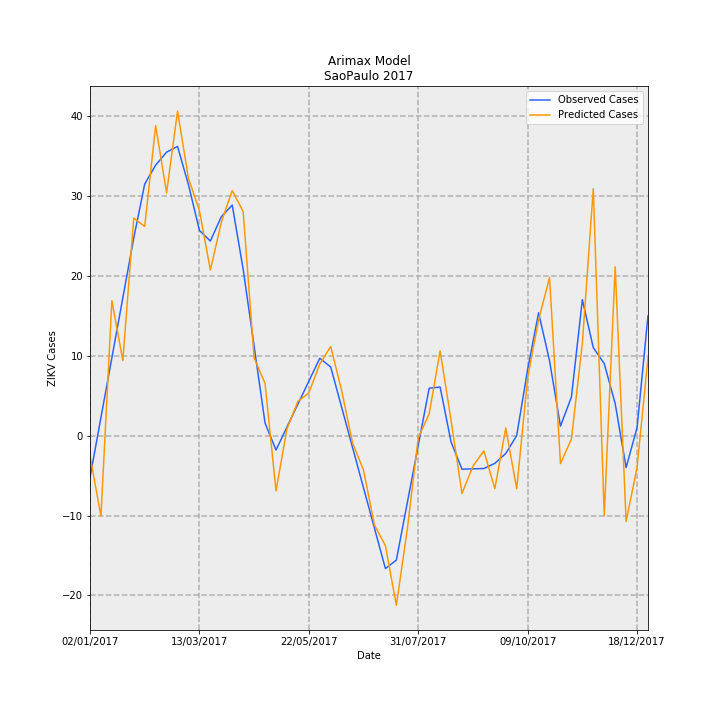 Arimax Model
SaoPaulo 2017
Observed Cases
Predicted Cases
ZIKV Cases
40
30
20
10
0
−10
−20
02/01/2017
13/03/2017
22/05/2017
31/07/2017
09/10/2017
18/12/2017
Date